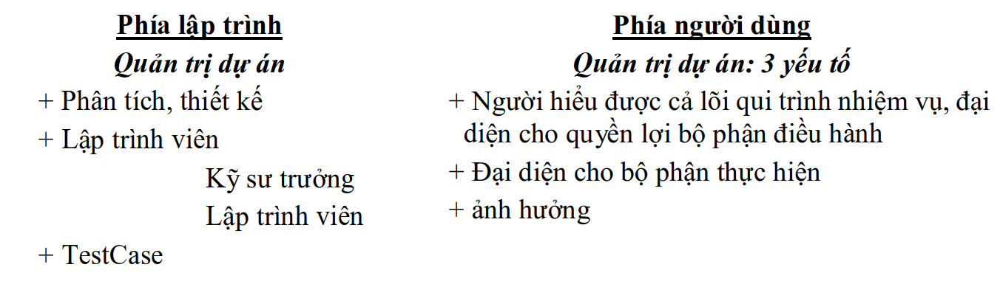 Phía lập trình
Quản trị dự án
+ Phân tích, thiết kế
+ Lập trình viên
Kỹ sư trưởng
Lập trình viên
+ TestCase
Phía người dùng
Quản trị dự án: 3 yếu tố
+ Người hiểu được cả lõi qui trình nhiệm vụ, đại
diện cho quyền lợi bộ phận điều hành
+ Đại diện cho bộ phận thực hiện
+ ảnh hưởng